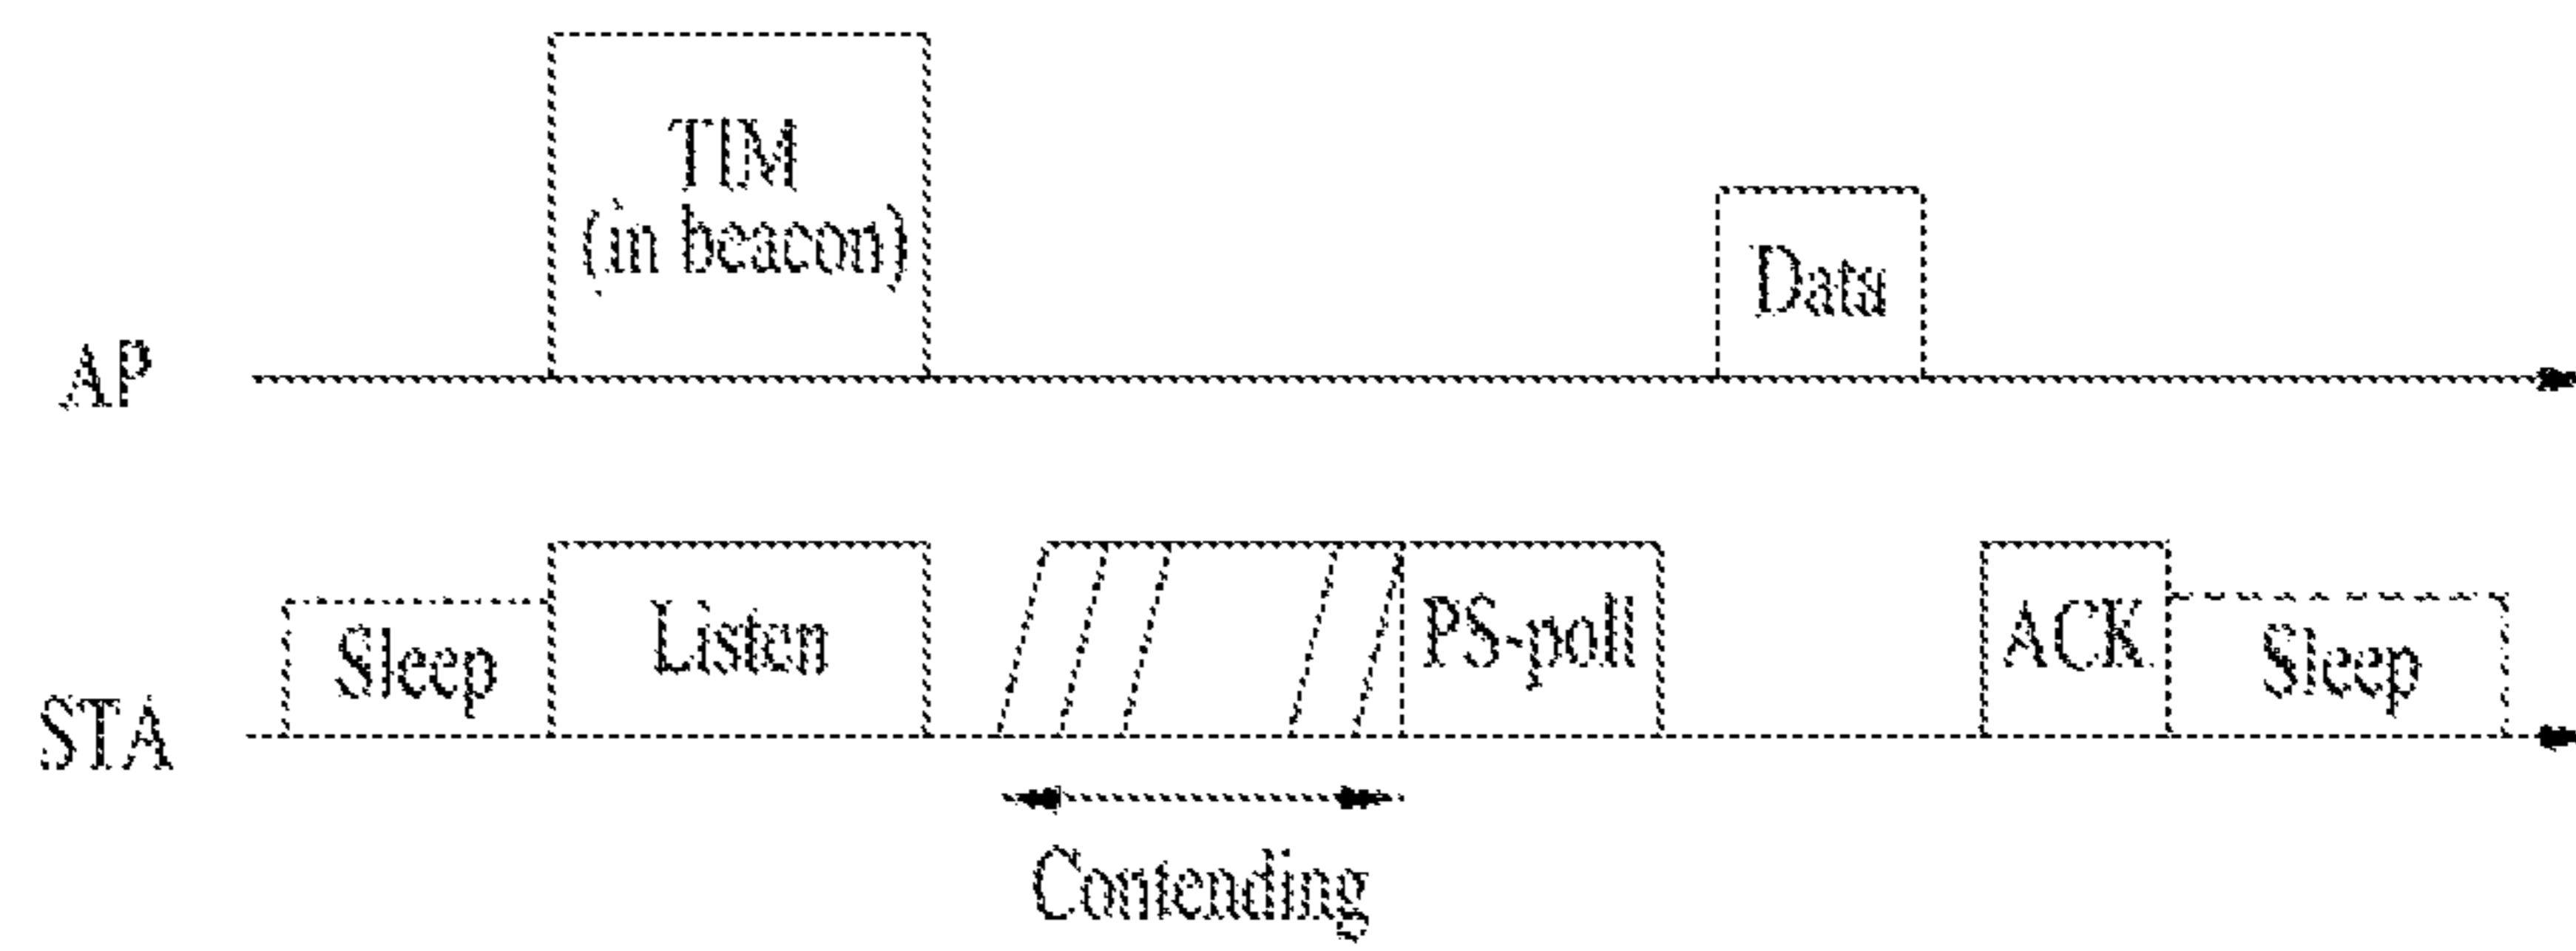 TIM
(in beacon)
Data
AP
Sleep
Listen
PS-poll
ACK
Sleep
STA
Contending